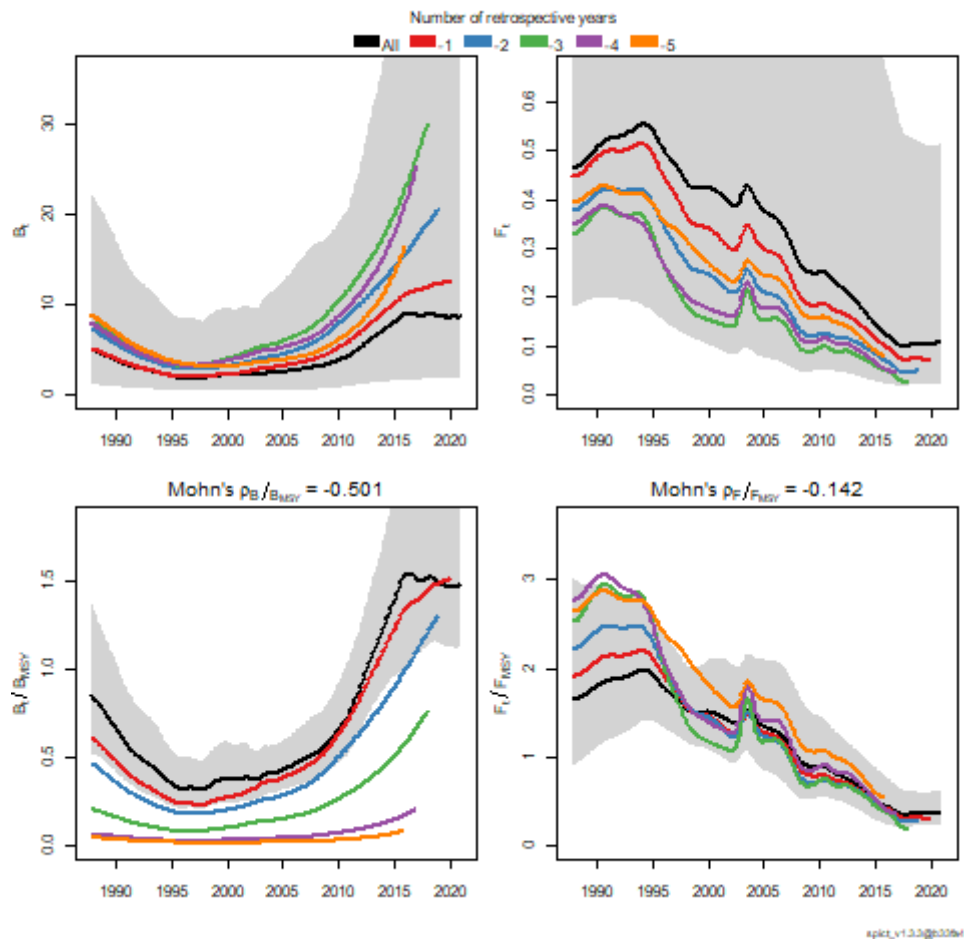 Number of retrospective years
All -1 -2 -3 -4 -5
Bt
0 10 20 30
1990 1995 2000 2005 2010 2015 2020
Ft
0.0 0.1 0.2 0.3 0.4 0.5 0.6
1990 1995 2000 2005 2010 2015 2020
Mohn's ρB/BMSY = -0.501
Bt/BMSY
0.0 0.5 1.0 1.5
1990 1995 2000 2005 2010 2015 2020
Mohn's ρF/FMSY = -0.142
Ft/FMSY
0 1 2 3
1990 1995 2000 2005 2010 2015 2020